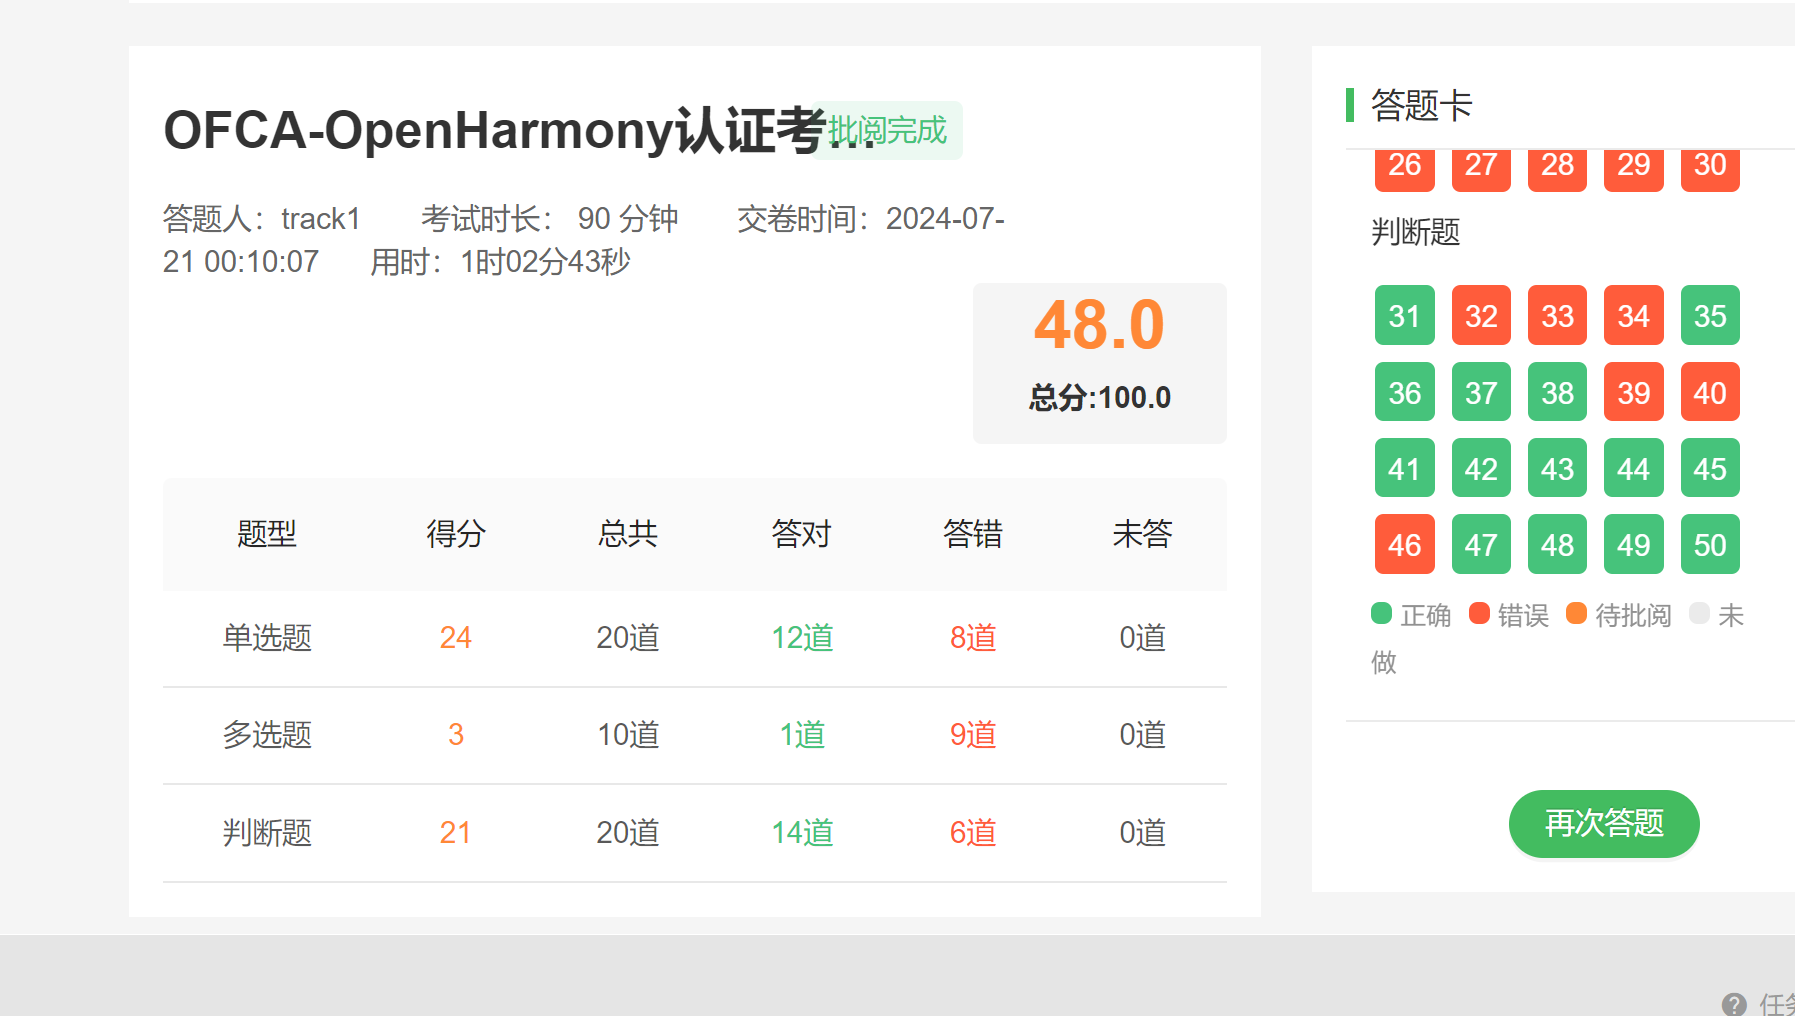 OFCA-OpenHarmony认证考...
批阅完成
答题人：track1 考试时长： 90 分钟 交卷时间：2024-07-
21 00:10:07 用时：1时02分43秒
48.0
总分:100.0
题型 得分 总共 答对 答错 未答
单选题 24 20道 12道 8道 0道
多选题 3 10道 1道 9道 0道
判断题 21 20道 14道 6道 0道
答题卡
26 27 28 29 30
判断题
31 32 33 34 35
36 37 38 39 40
41 42 43 44 45
46 47 48 49 50
正确 错误 待批阅 未
做
再次答题
? 任务